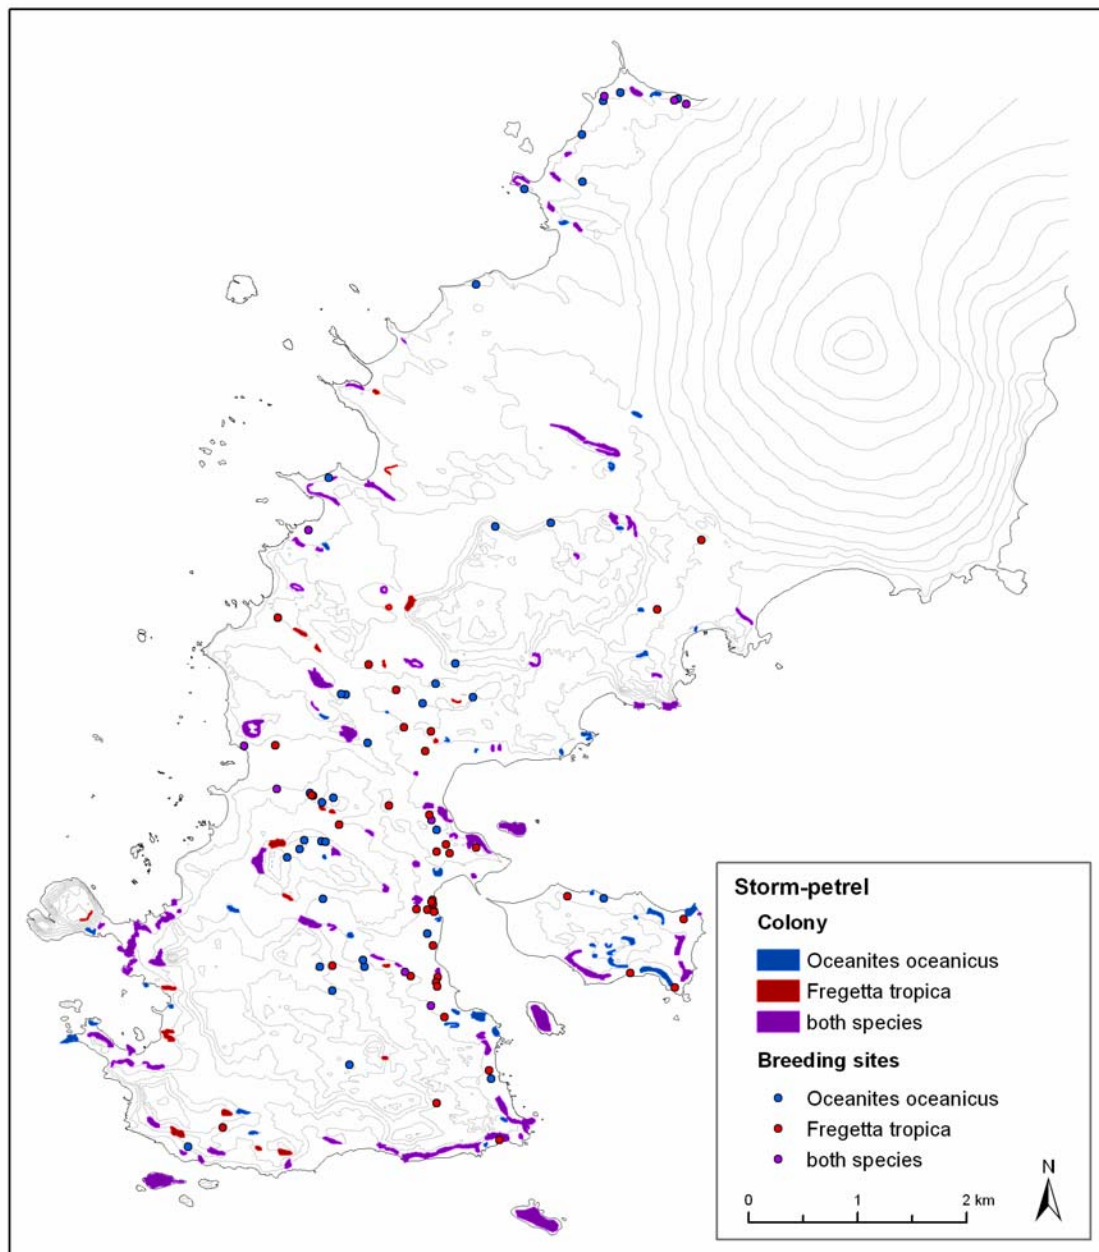 Storm-petrel
Colony
Oceanites oceanicus
Fregetta tropica
both species
Breeding sites
Oceanites oceanicus
Fregetta tropica
both species
N
0 1 2 km